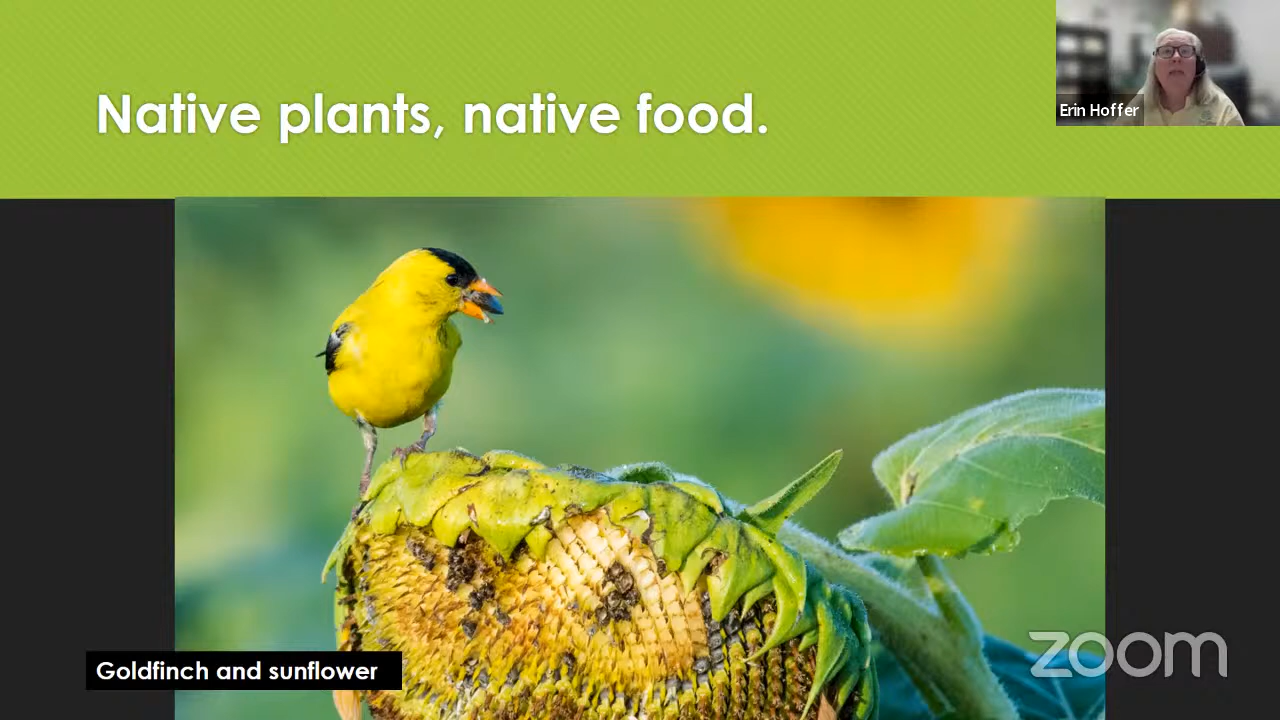 Native plants, native food.
Erin Hoffer
Goldfinch and sunflower
zoom